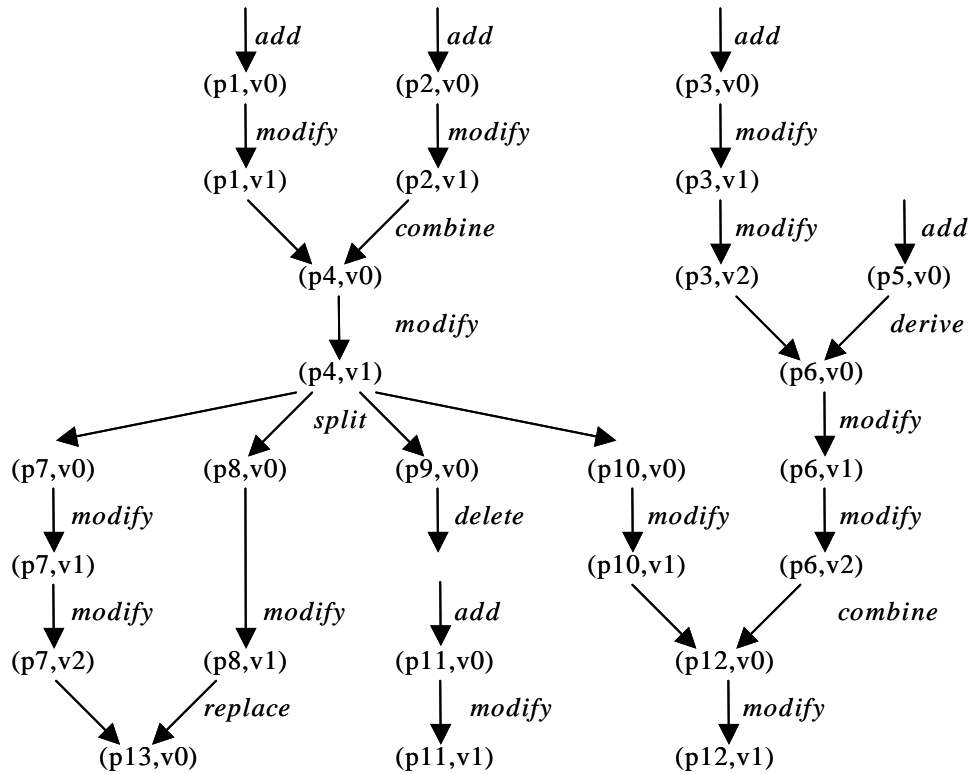 add add add
(p1,v0) (p2,v0) (p3,v0)
modify modify modify
(p1,v1) (p2,v1) (p3,v1)
combine modify add
(p4,v0) (p3,v2) (p5,v0)
modify derive
(p4,v1) (p6,v0)
split modify
(p7,v0) (p8,v0) (p9,v0) (p10,v0) (p6,v1)
modify delete modify modify
(p7,v1) (p10,v1) (p6,v2)
modify modify add combine
(p7,v2) (p8,v1) (p11,v0) (p12,v0)
replace modify modify
(p13,v0) (p11,v1) (p12,v1)